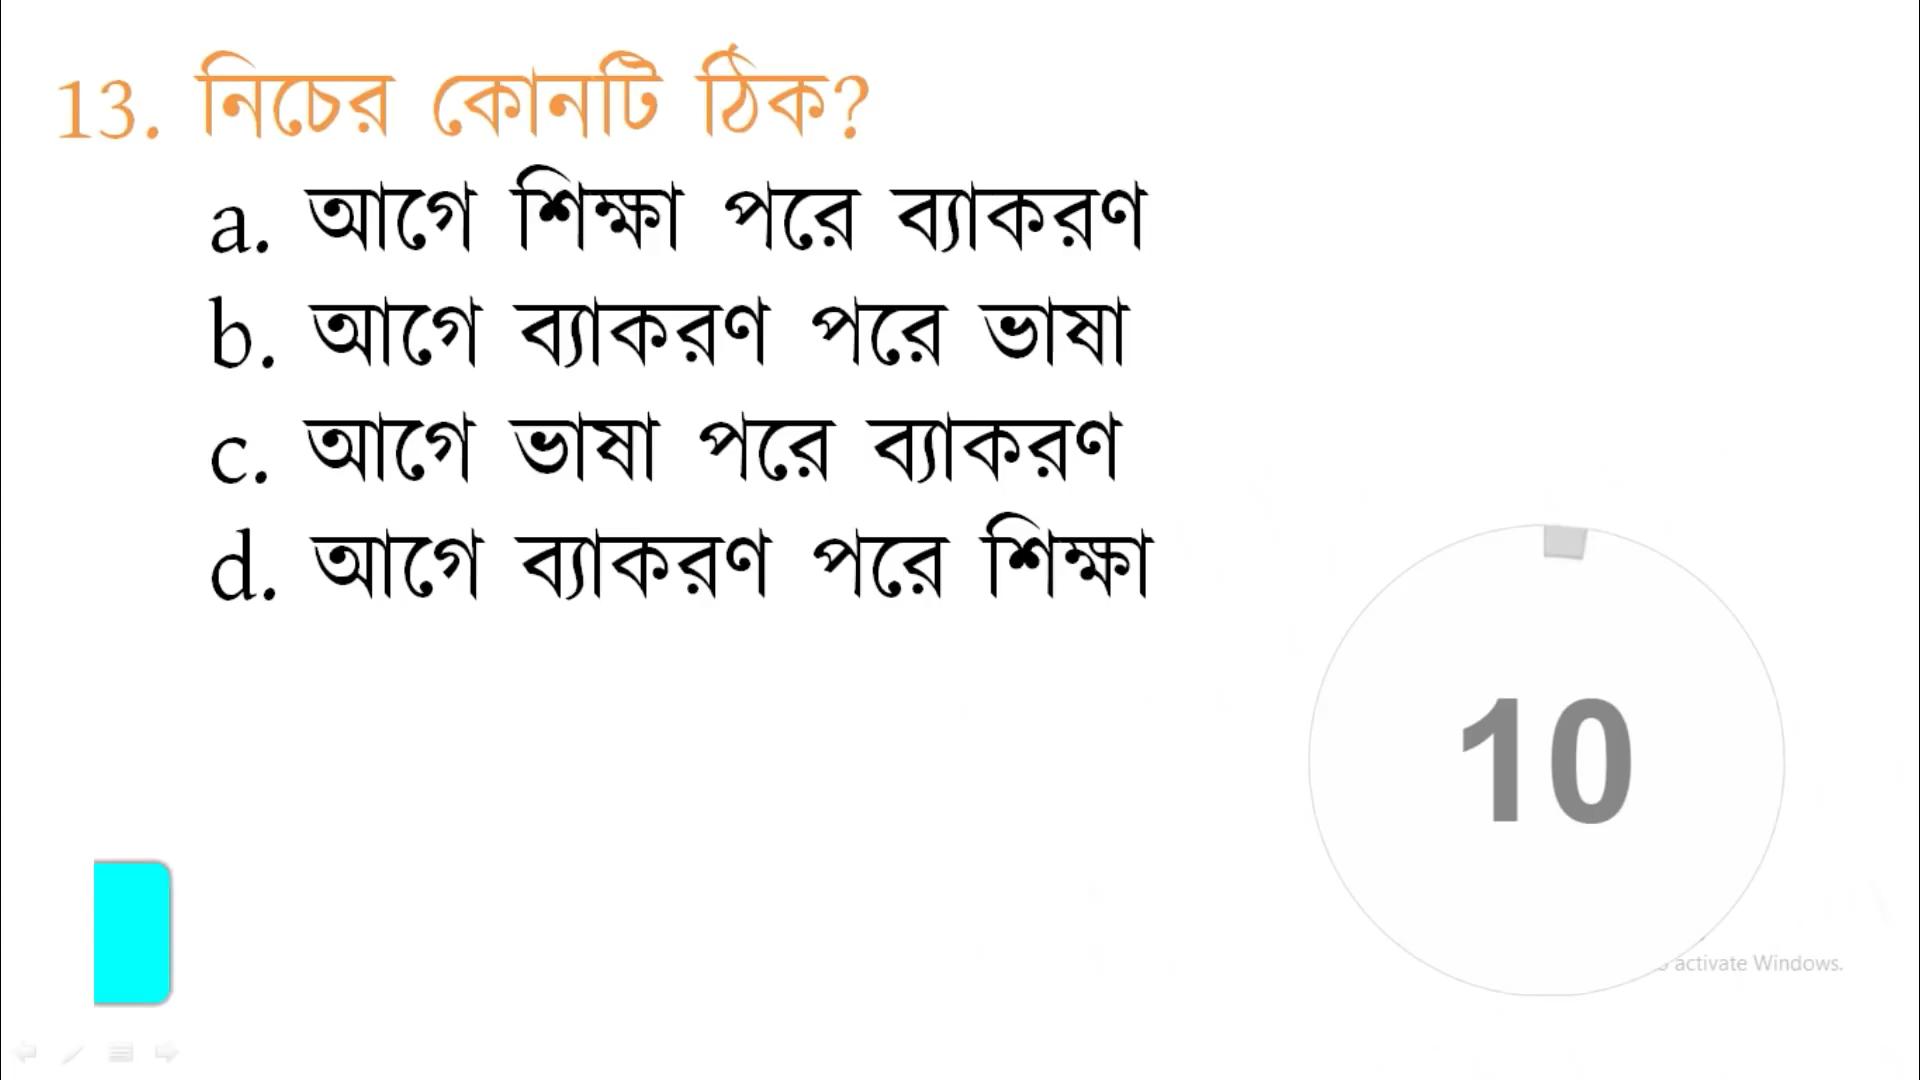 13. নিচের কোনটি ঠিক?
a. আগে শিক্ষা পরে ব্যাকরণ
b. আগে ব্যাকরণ পরে ভাষা
c. আগে ভাষা পরে ব্যাকরণ
d. আগে ব্যাকরণ পরে শিক্ষা
10
activate Windows.